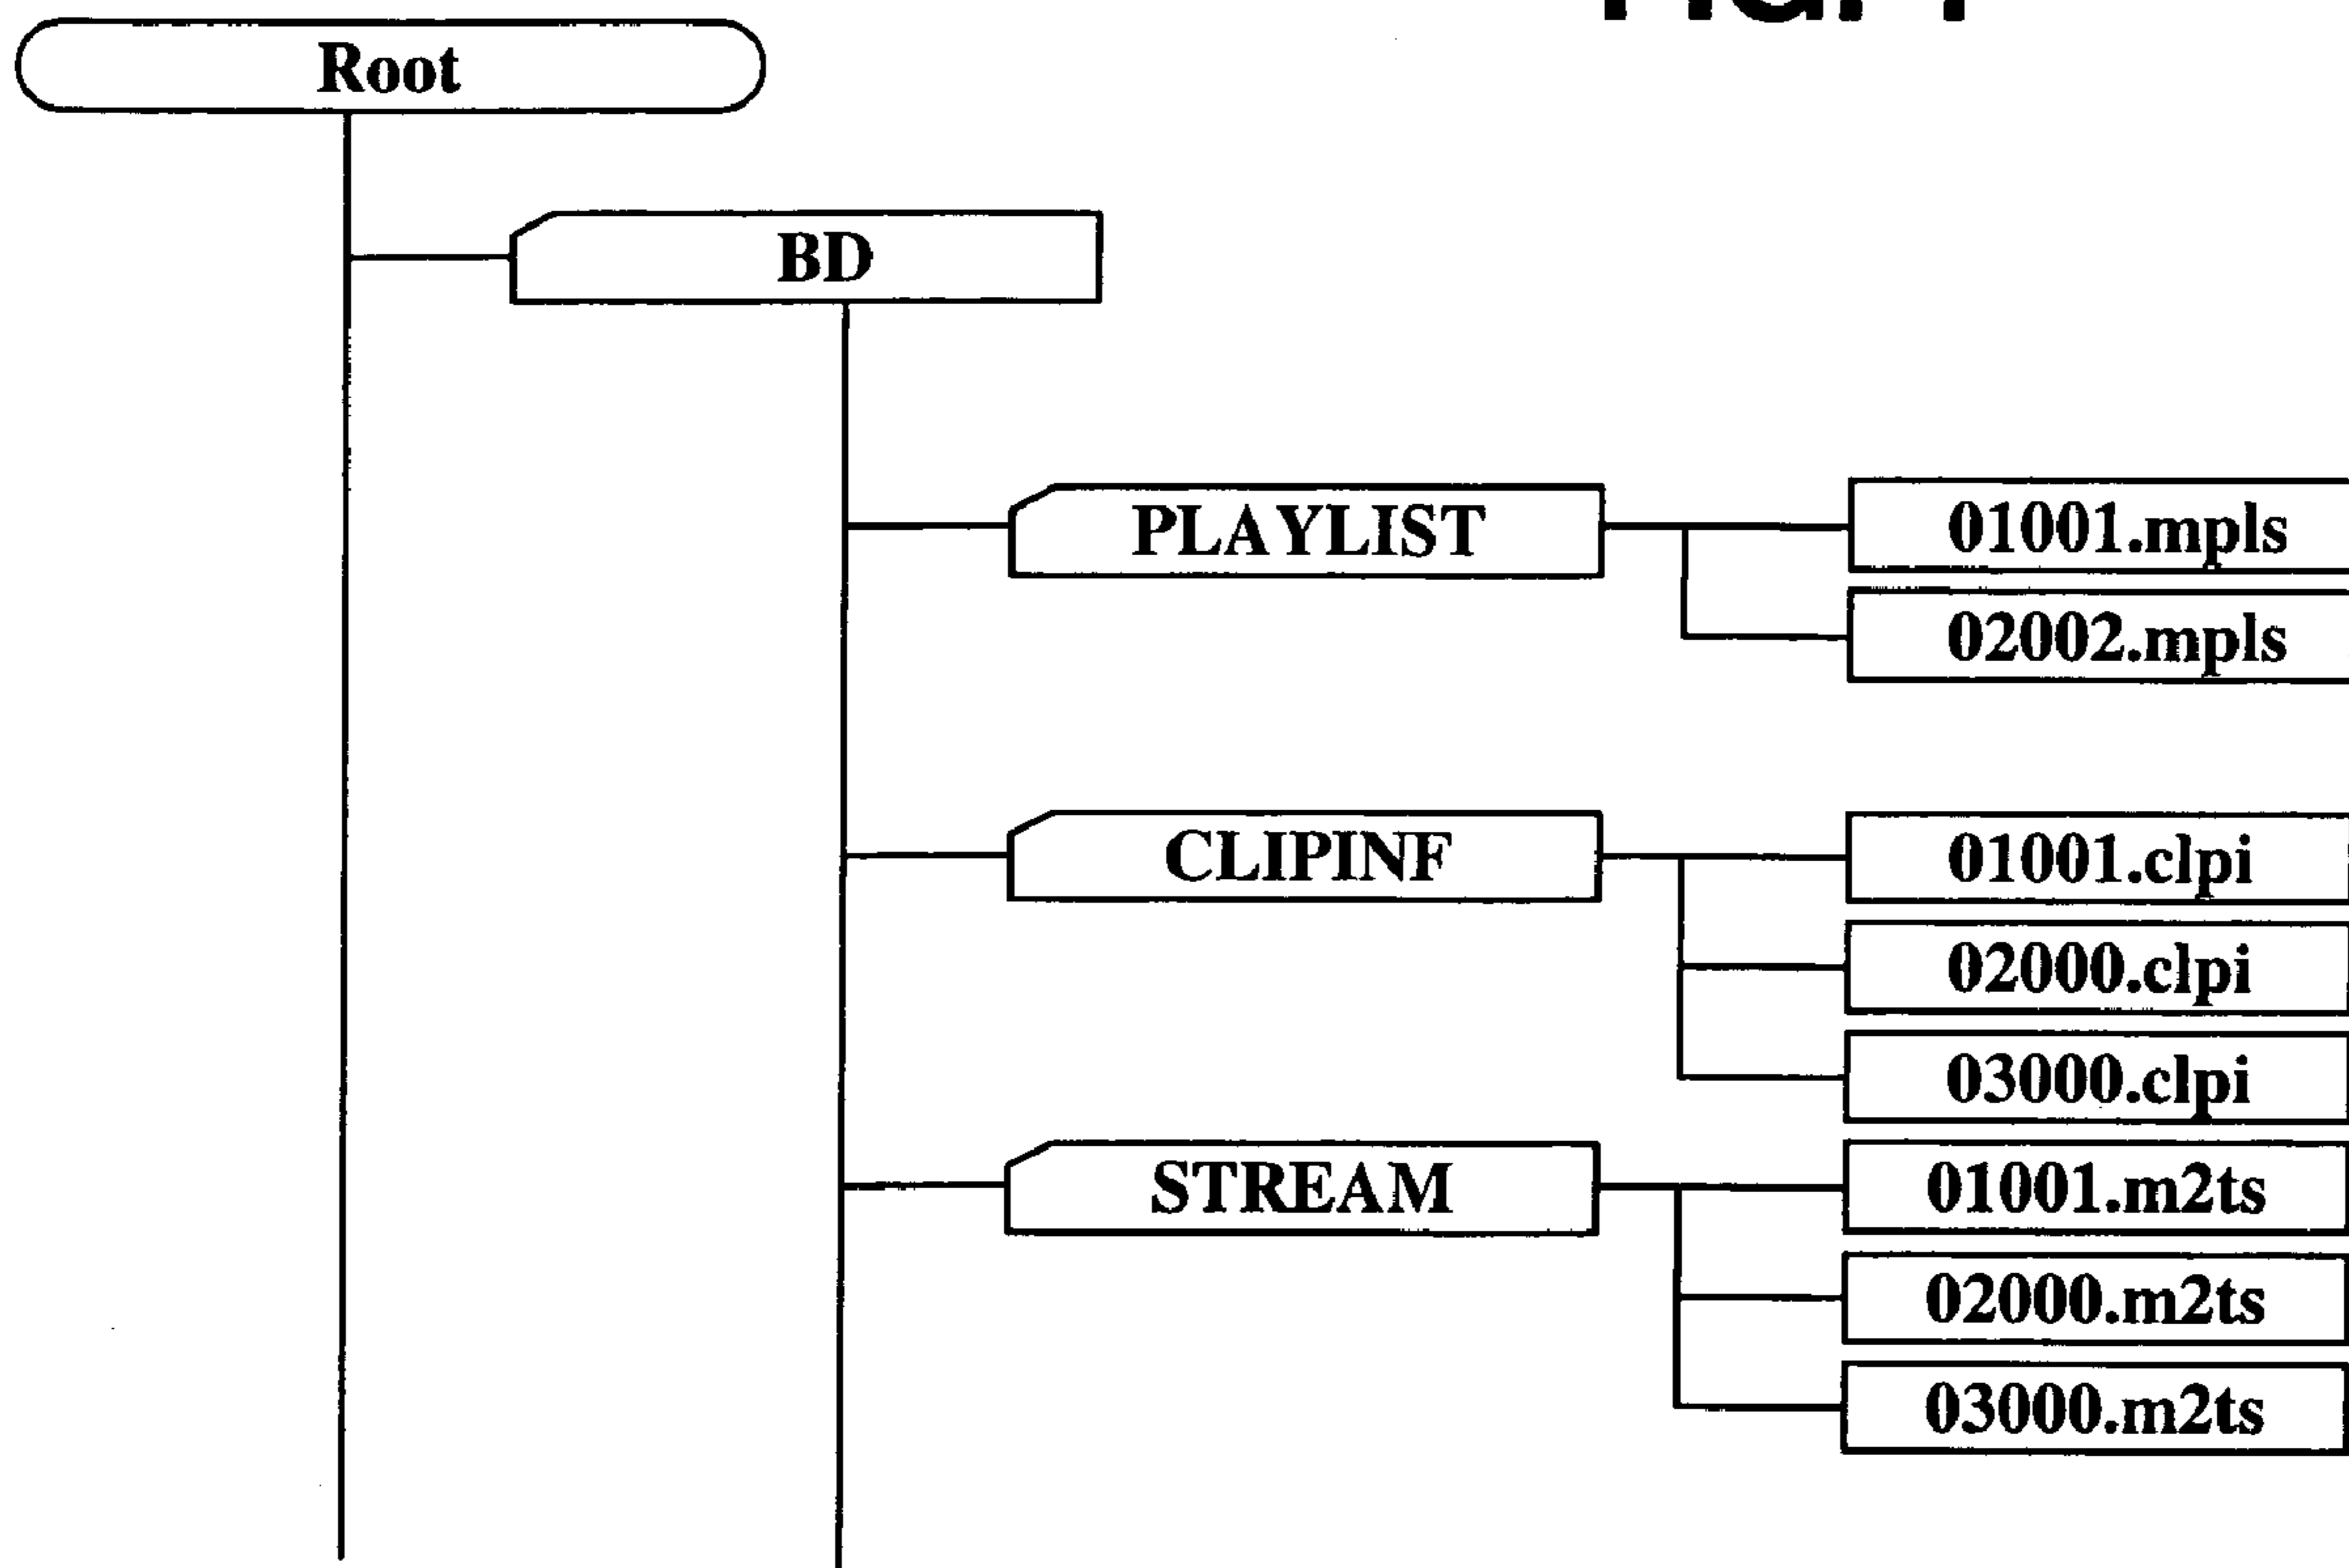 Root
BD
PLAYLIST
01001.mpls
02002.mpls
CLIPINF
01001.clpi
02000.clpi
03000.clpi
STREAM
01001.m2ts
02000.m2ts
03000.m2ts